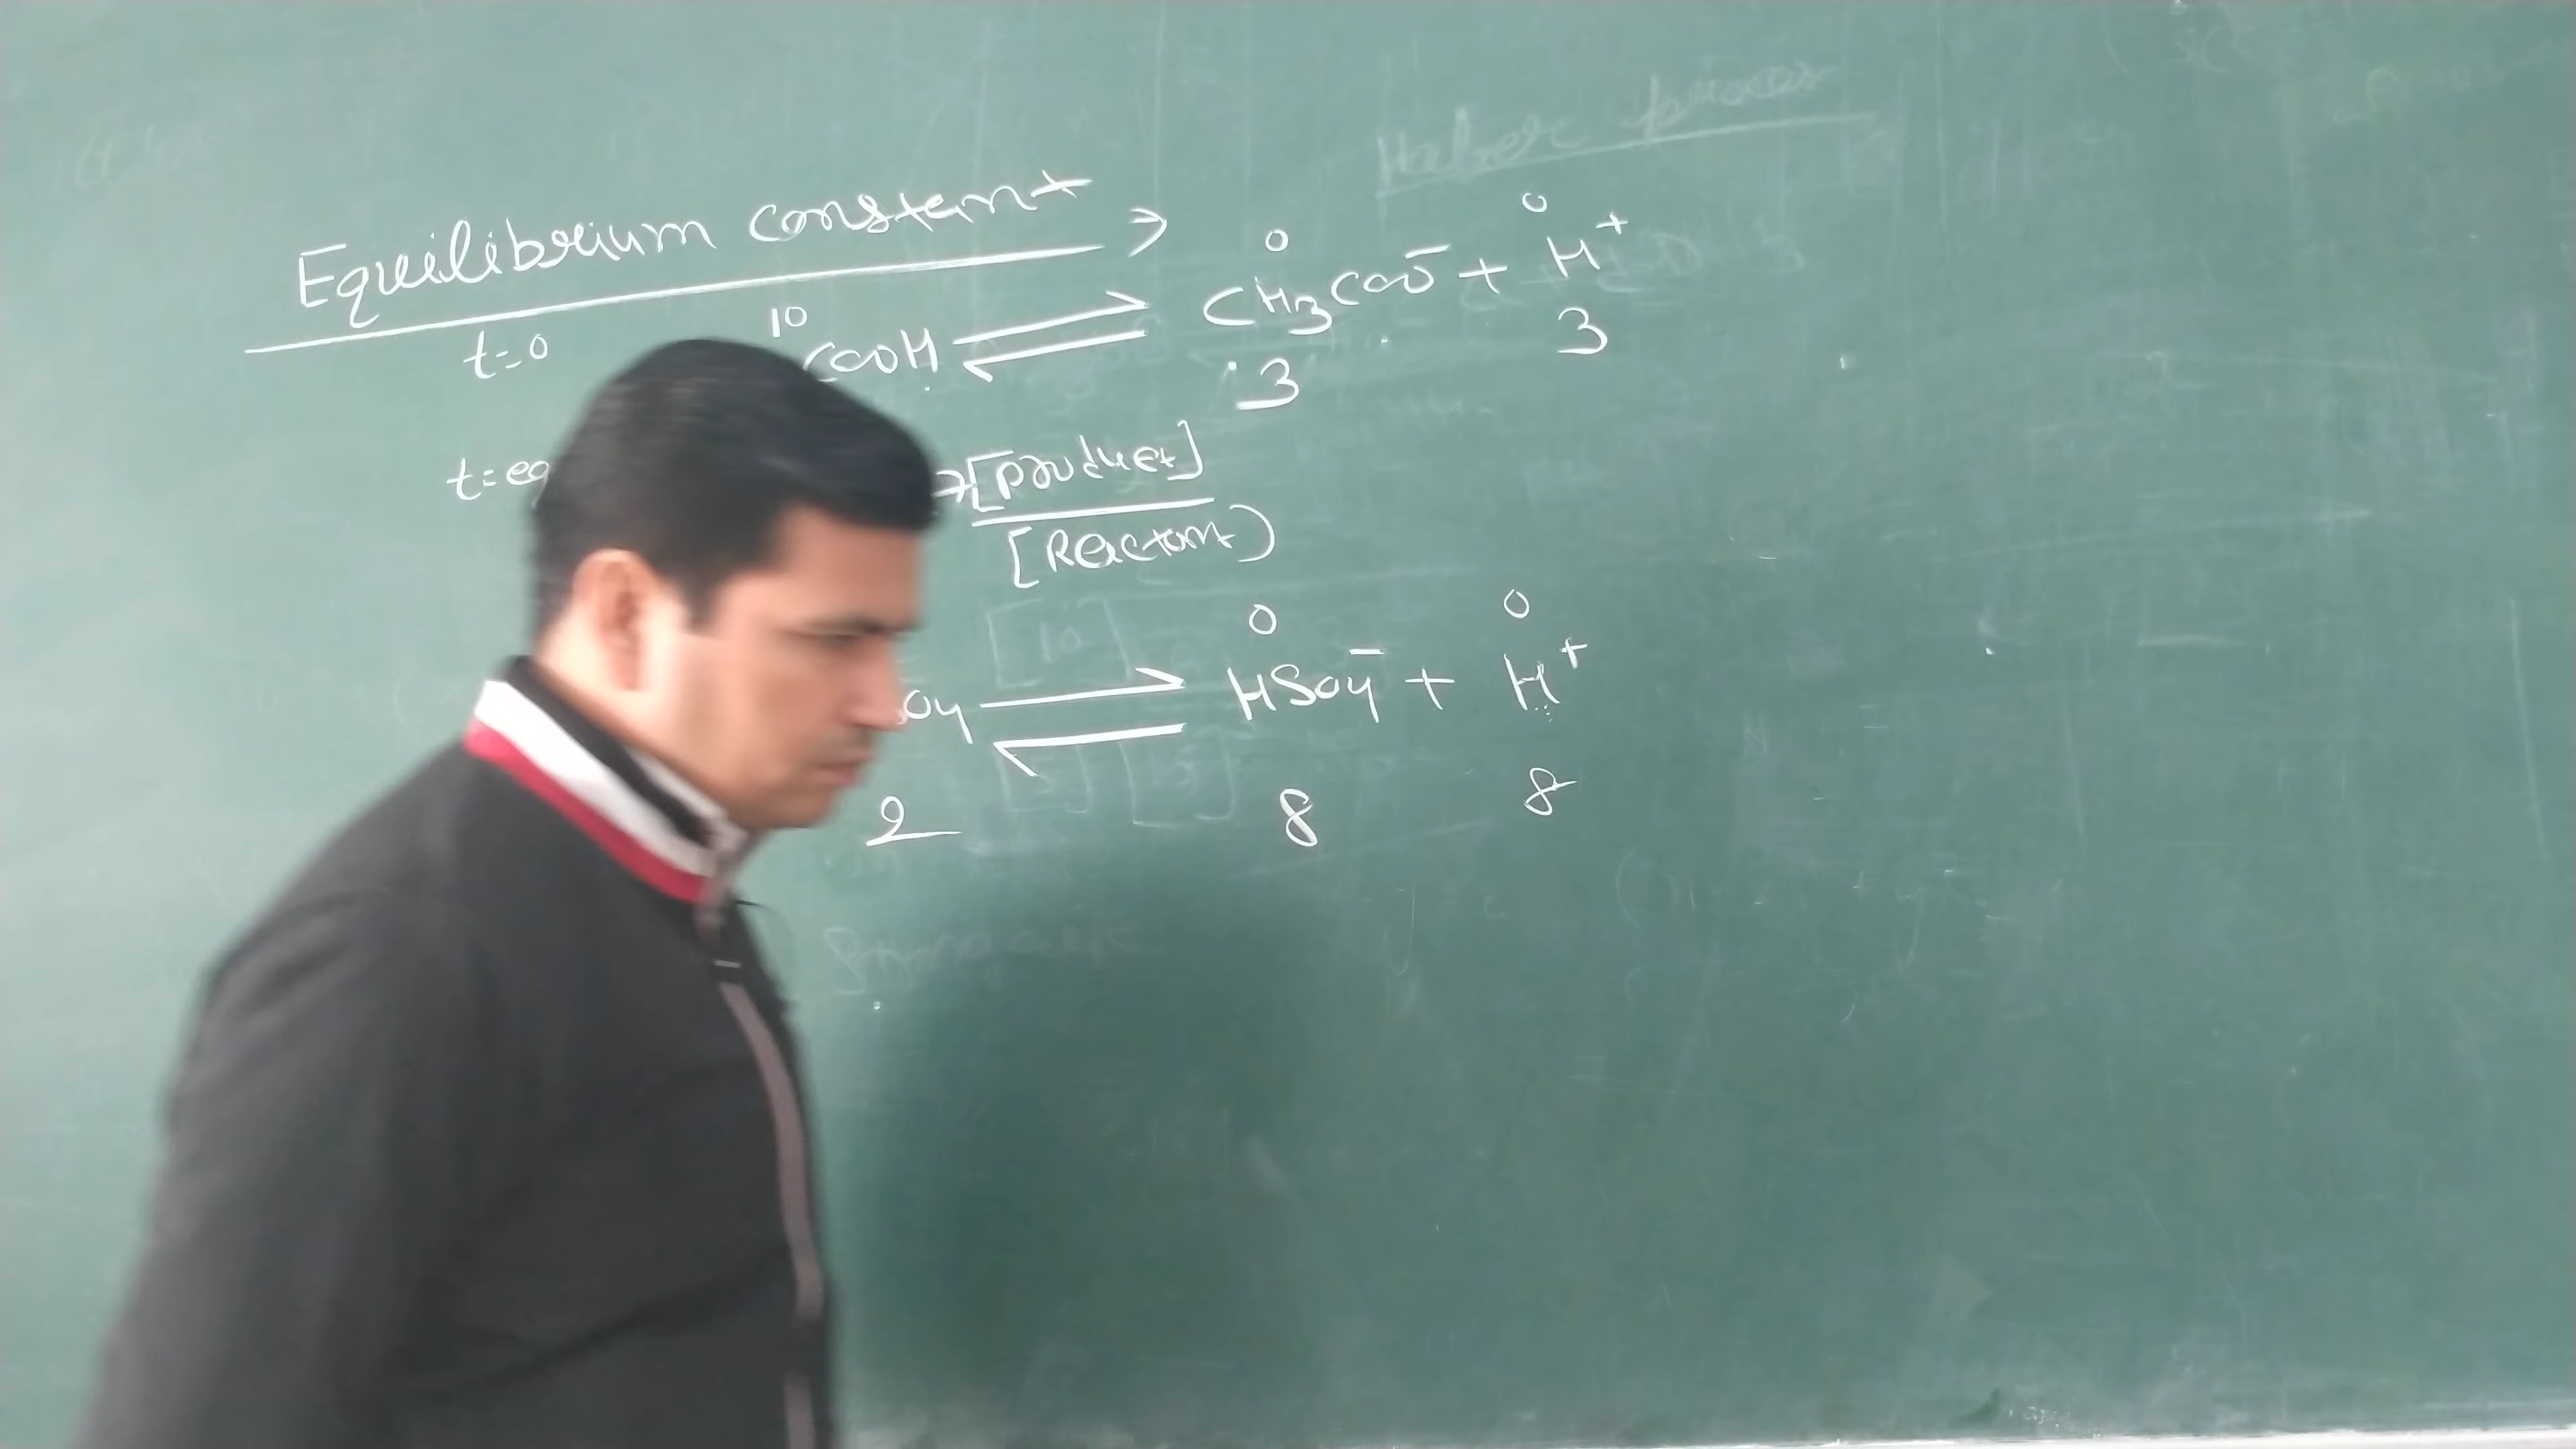 Haber process
Equilibrium constant >
t=0 10 0 0
COOH ⇌ CH3COO- + H+
3 3
t=eq → [Product]
[Reactant)
0 0
SO4 ⇌ HSO4- + H+
2 8 8